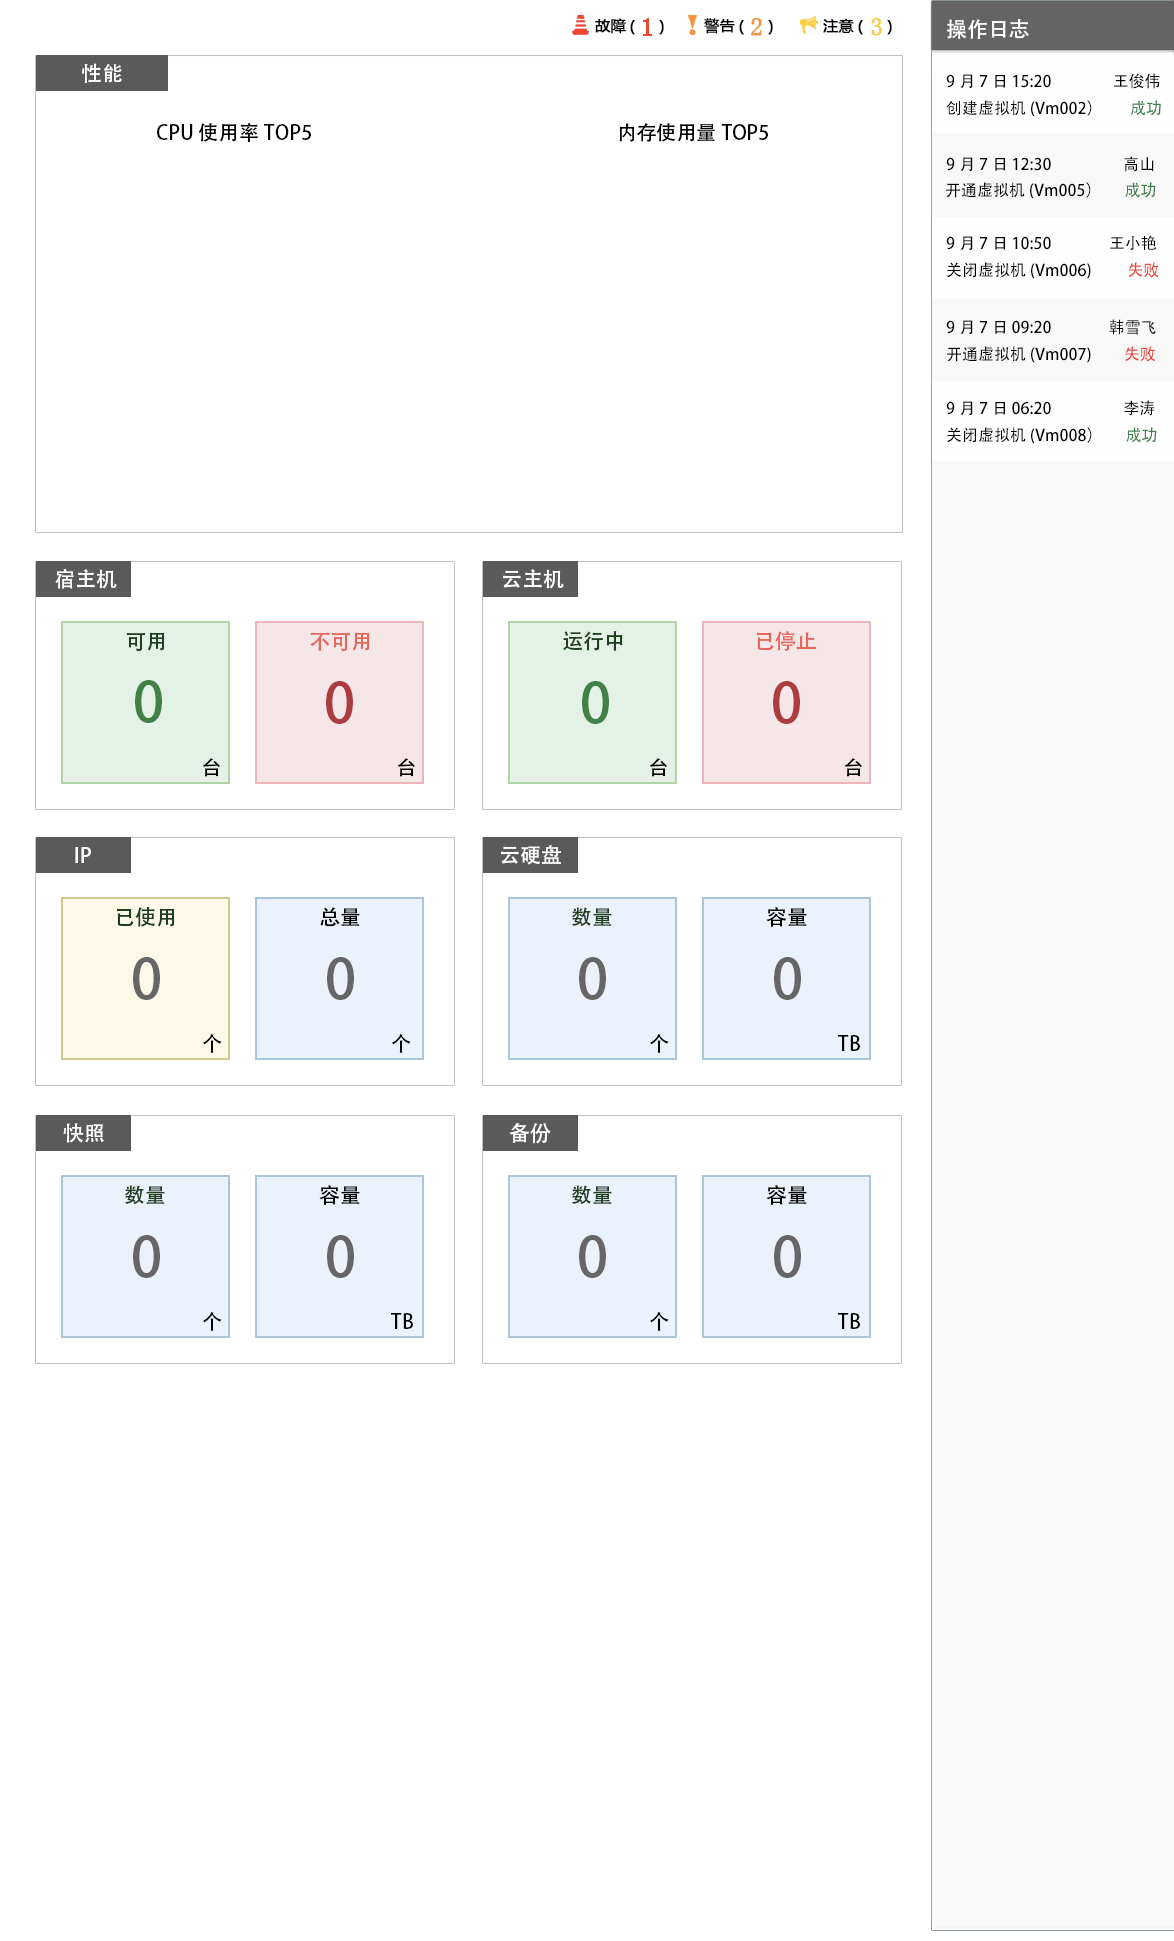 故障 ( 1 ) 警告 ( 2 ) 注意 ( 3 )
性能
CPU 使用率 TOP5
内存使用量 TOP5
宿主机
可用
0
台
不可用
0
台
云主机
运行中
0
台
已停止
0
台
IP
已使用
0
个
总量
0
个
云硬盘
数量
0
个
容量
0
TB
快照
数量
0
个
容量
0
TB
备份
数量
0
个
容量
0
TB
操作日志
9 月 7 日 15:20 王俊伟
创建虚拟机 (Vm002） 成功
9 月 7 日 12:30 高山
开通虚拟机 (Vm005） 成功
9 月 7 日 10:50 王小艳
关闭虚拟机 (Vm006) 失败
9 月 7 日 09:20 韩雪飞
开通虚拟机 (Vm007) 失败
9 月 7 日 06:20 李涛
关闭虚拟机 (Vm008） 成功